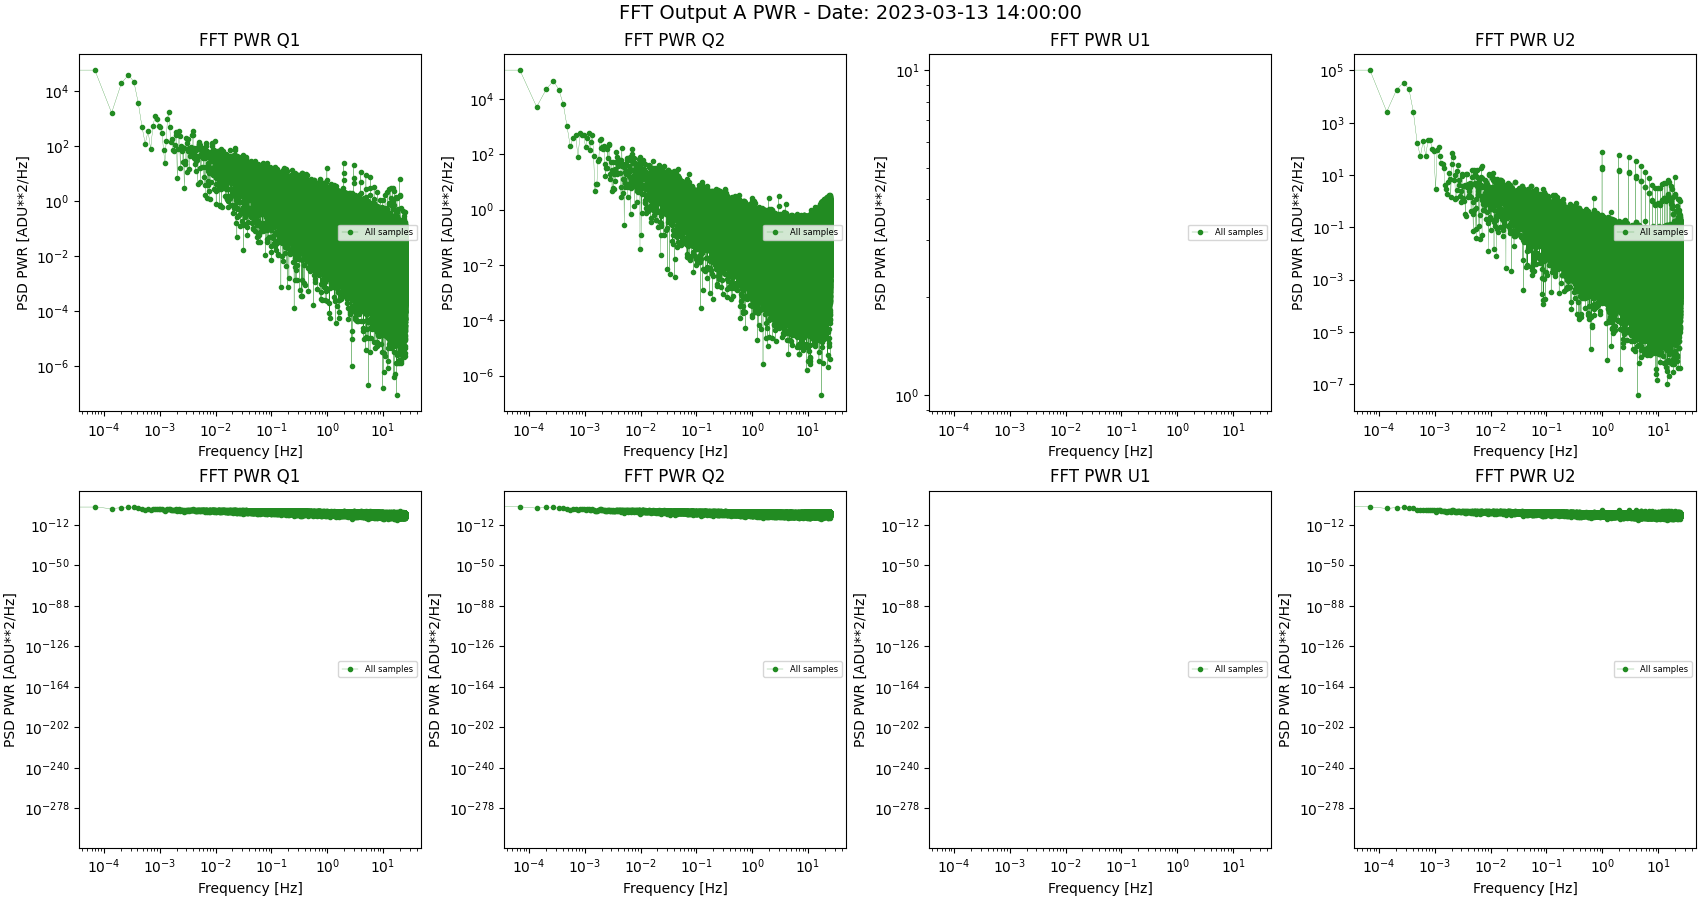 FFT Output A PWR - Date: 2023-03-13 14:00:00
FFT PWR Q1
PSD PWR [ADU**2/Hz]
10^4
10^2
10^0
10^-2
10^-4
10^-6
All samples
10^-4 10^-3 10^-2 10^-1 10^0 10^1
Frequency [Hz]
FFT PWR Q2
PSD PWR [ADU**2/Hz]
10^4
10^2
10^0
10^-2
10^-4
10^-6
All samples
10^-4 10^-3 10^-2 10^-1 10^0 10^1
Frequency [Hz]
FFT PWR U1
PSD PWR [ADU**2/Hz]
10^1
10^0
All samples
10^-4 10^-3 10^-2 10^-1 10^0 10^1
Frequency [Hz]
FFT PWR U2
PSD PWR [ADU**2/Hz]
10^5
10^3
10^1
10^-1
10^-3
10^-5
10^-7
All samples
10^-4 10^-3 10^-2 10^-1 10^0 10^1
Frequency [Hz]
FFT PWR Q1
PSD PWR [ADU**2/Hz]
10^-12
10^-50
10^-88
10^-126
10^-164
10^-202
10^-240
10^-278
All samples
10^-4 10^-3 10^-2 10^-1 10^0 10^1
Frequency [Hz]
FFT PWR Q2
PSD PWR [ADU**2/Hz]
10^-12
10^-50
10^-88
10^-126
10^-164
10^-202
10^-240
10^-278
All samples
10^-4 10^-3 10^-2 10^-1 10^0 10^1
Frequency [Hz]
FFT PWR U1
PSD PWR [ADU**2/Hz]
10^-12
10^-50
10^-88
10^-126
10^-164
10^-202
10^-240
10^-278
All samples
10^-4 10^-3 10^-2 10^-1 10^0 10^1
Frequency [Hz]
FFT PWR U2
PSD PWR [ADU**2/Hz]
10^-12
10^-50
10^-88
10^-126
10^-164
10^-202
10^-240
10^-278
All samples
10^-4 10^-3 10^-2 10^-1 10^0 10^1
Frequency [Hz]